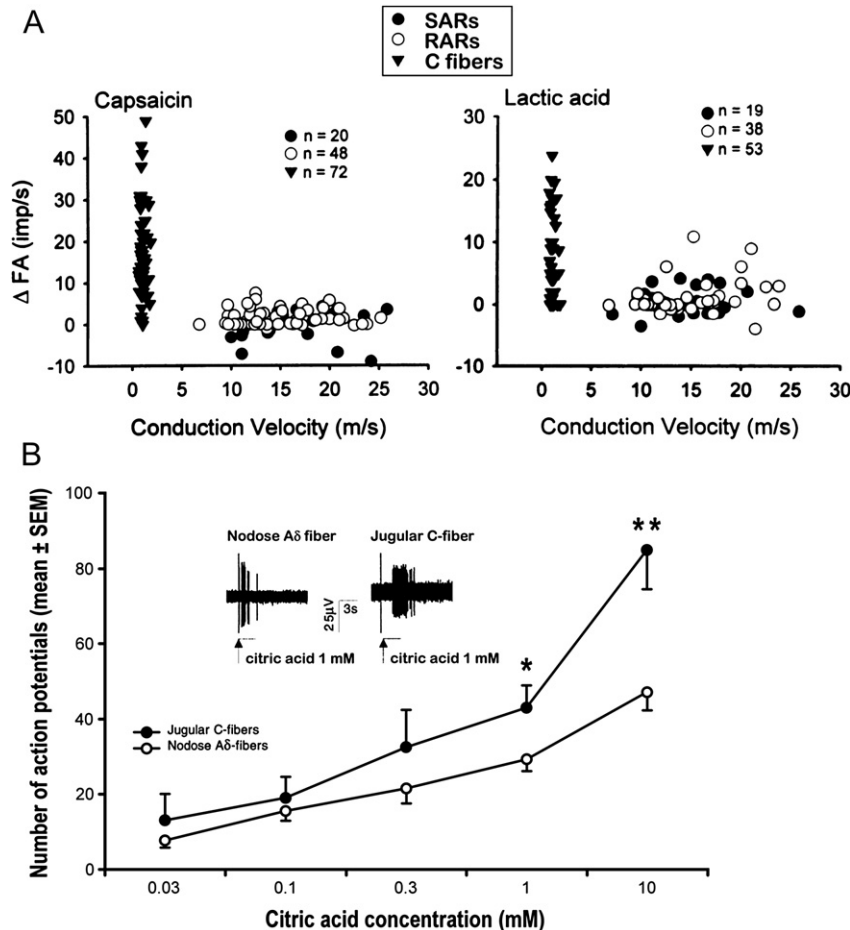 A
SARs
RARs
C fibers
Capsaicin
n = 20
n = 48
n = 72
50
40
30
20
10
0
-10
Δ FA (imp/s)
0 5 10 15 20 25 30
Conduction Velocity (m/s)
Lactic acid
n = 19
n = 38
n = 53
30
20
10
0
-10
0 5 10 15 20 25 30
Conduction Velocity (m/s)
B
Number of action potentials (mean ± SEM)
100
80
60
40
20
0
Nodose Aδ fiber
Jugular C-fiber
25µV
3s
citric acid 1 mM
citric acid 1 mM
*
**
Jugular C-fibers
Nodose Aδ-fibers
0.03 0.1 0.3 1 10
Citric acid concentration (mM)